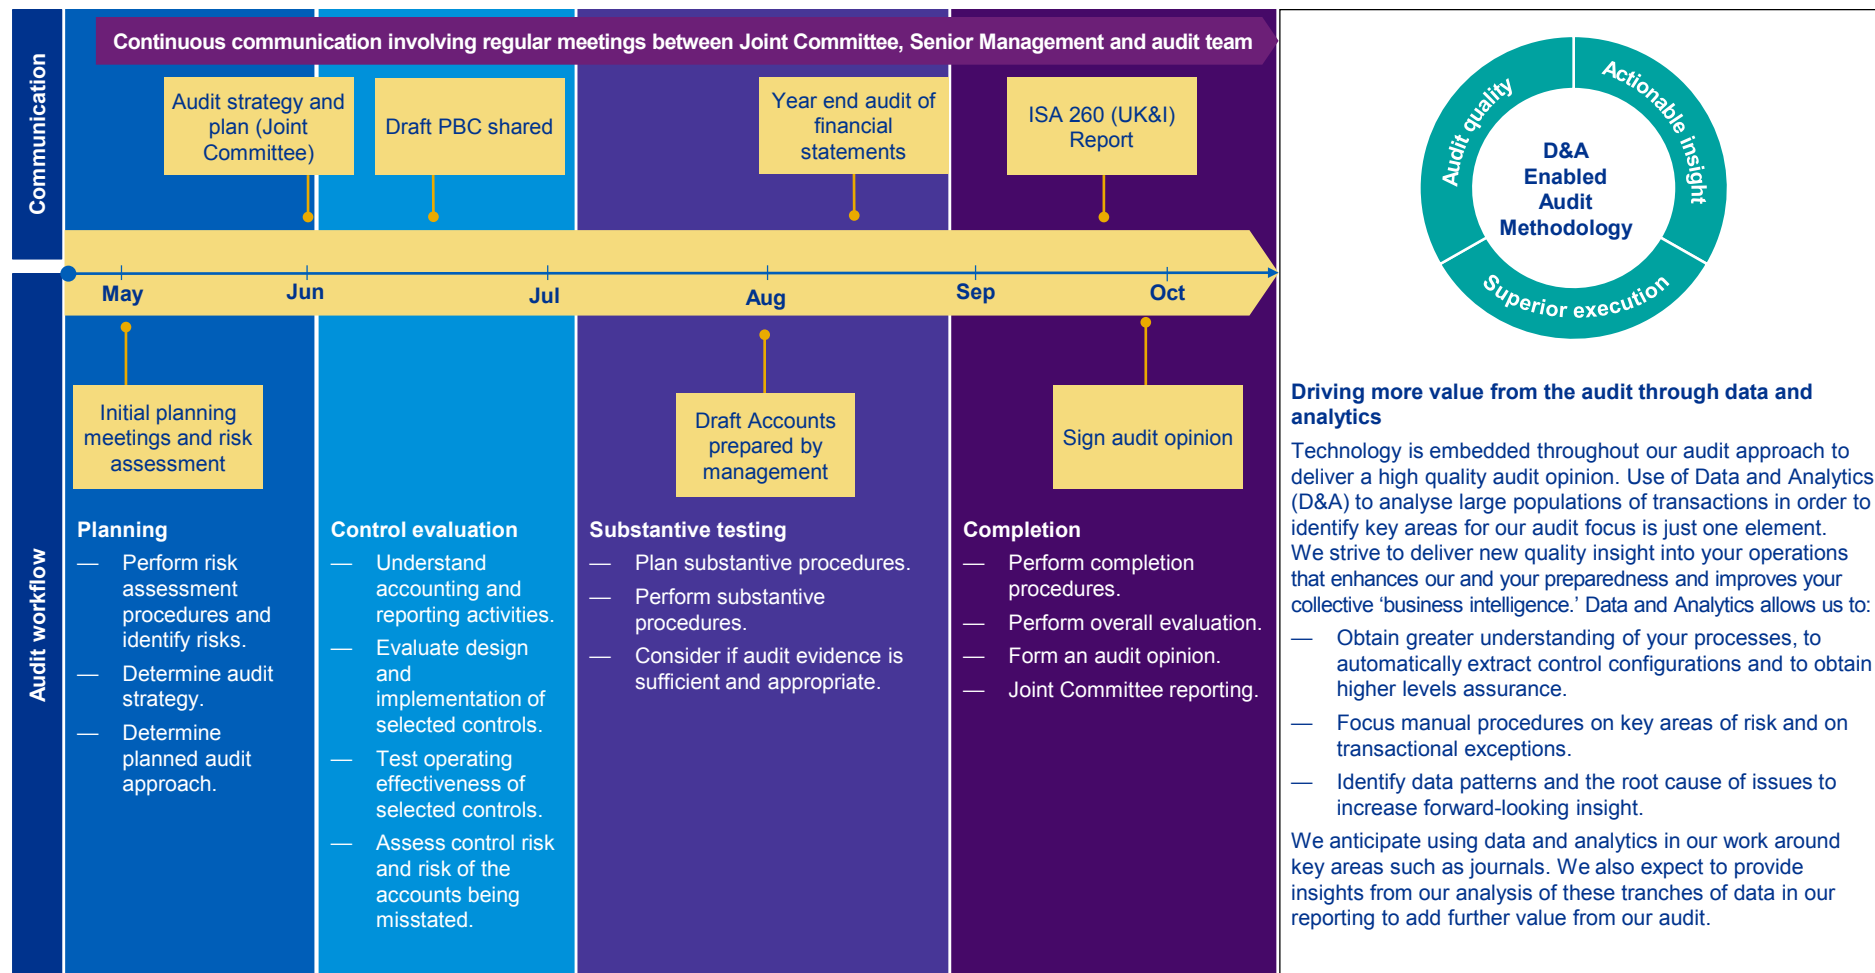 Communication
Continuous communication involving regular meetings between Joint Committee, Senior Management and audit team
Audit strategy and
plan (Joint
Committee)
Draft PBC shared
Year end audit of
financial
statements
ISA 260 (UK&I)
Report
May
Jun
Jul
Aug
Sep
Oct
Audit workflow
Initial planning
meetings and risk
assessment
Draft Accounts
prepared by
management
Sign audit opinion
Planning
— Perform risk
assessment
procedures and
identify risks.
— Determine audit
strategy.
— Determine
planned audit
approach.
Control evaluation
— Understand
accounting and
reporting activities.
— Evaluate design
and
implementation of
selected controls.
— Test operating
effectiveness of
selected controls.
— Assess control risk
and risk of the
accounts being
misstated.
Substantive testing
— Plan substantive procedures.
— Perform substantive
procedures.
— Consider if audit evidence is
sufficient and appropriate.
Completion
— Perform completion
procedures.
— Perform overall evaluation.
— Form an audit opinion.
— Joint Committee reporting.
Audit quality
Actionable insight
Superior execution
D&A
Enabled
Audit
Methodology
Driving more value from the audit through data and
analytics
Technology is embedded throughout our audit approach to
deliver a high quality audit opinion. Use of Data and Analytics
(D&A) to analyse large populations of transactions in order to
identify key areas for our audit focus is just one element.
We strive to deliver new quality insight into your operations
that enhances our and your preparedness and improves your
collective ‘business intelligence.’ Data and Analytics allows us to:
— Obtain greater understanding of your processes, to
automatically extract control configurations and to obtain
higher levels assurance.
— Focus manual procedures on key areas of risk and on
transactional exceptions.
— Identify data patterns and the root cause of issues to
increase forward-looking insight.
We anticipate using data and analytics in our work around
key areas such as journals. We also expect to provide
insights from our analysis of these tranches of data in our
reporting to add further value from our audit.